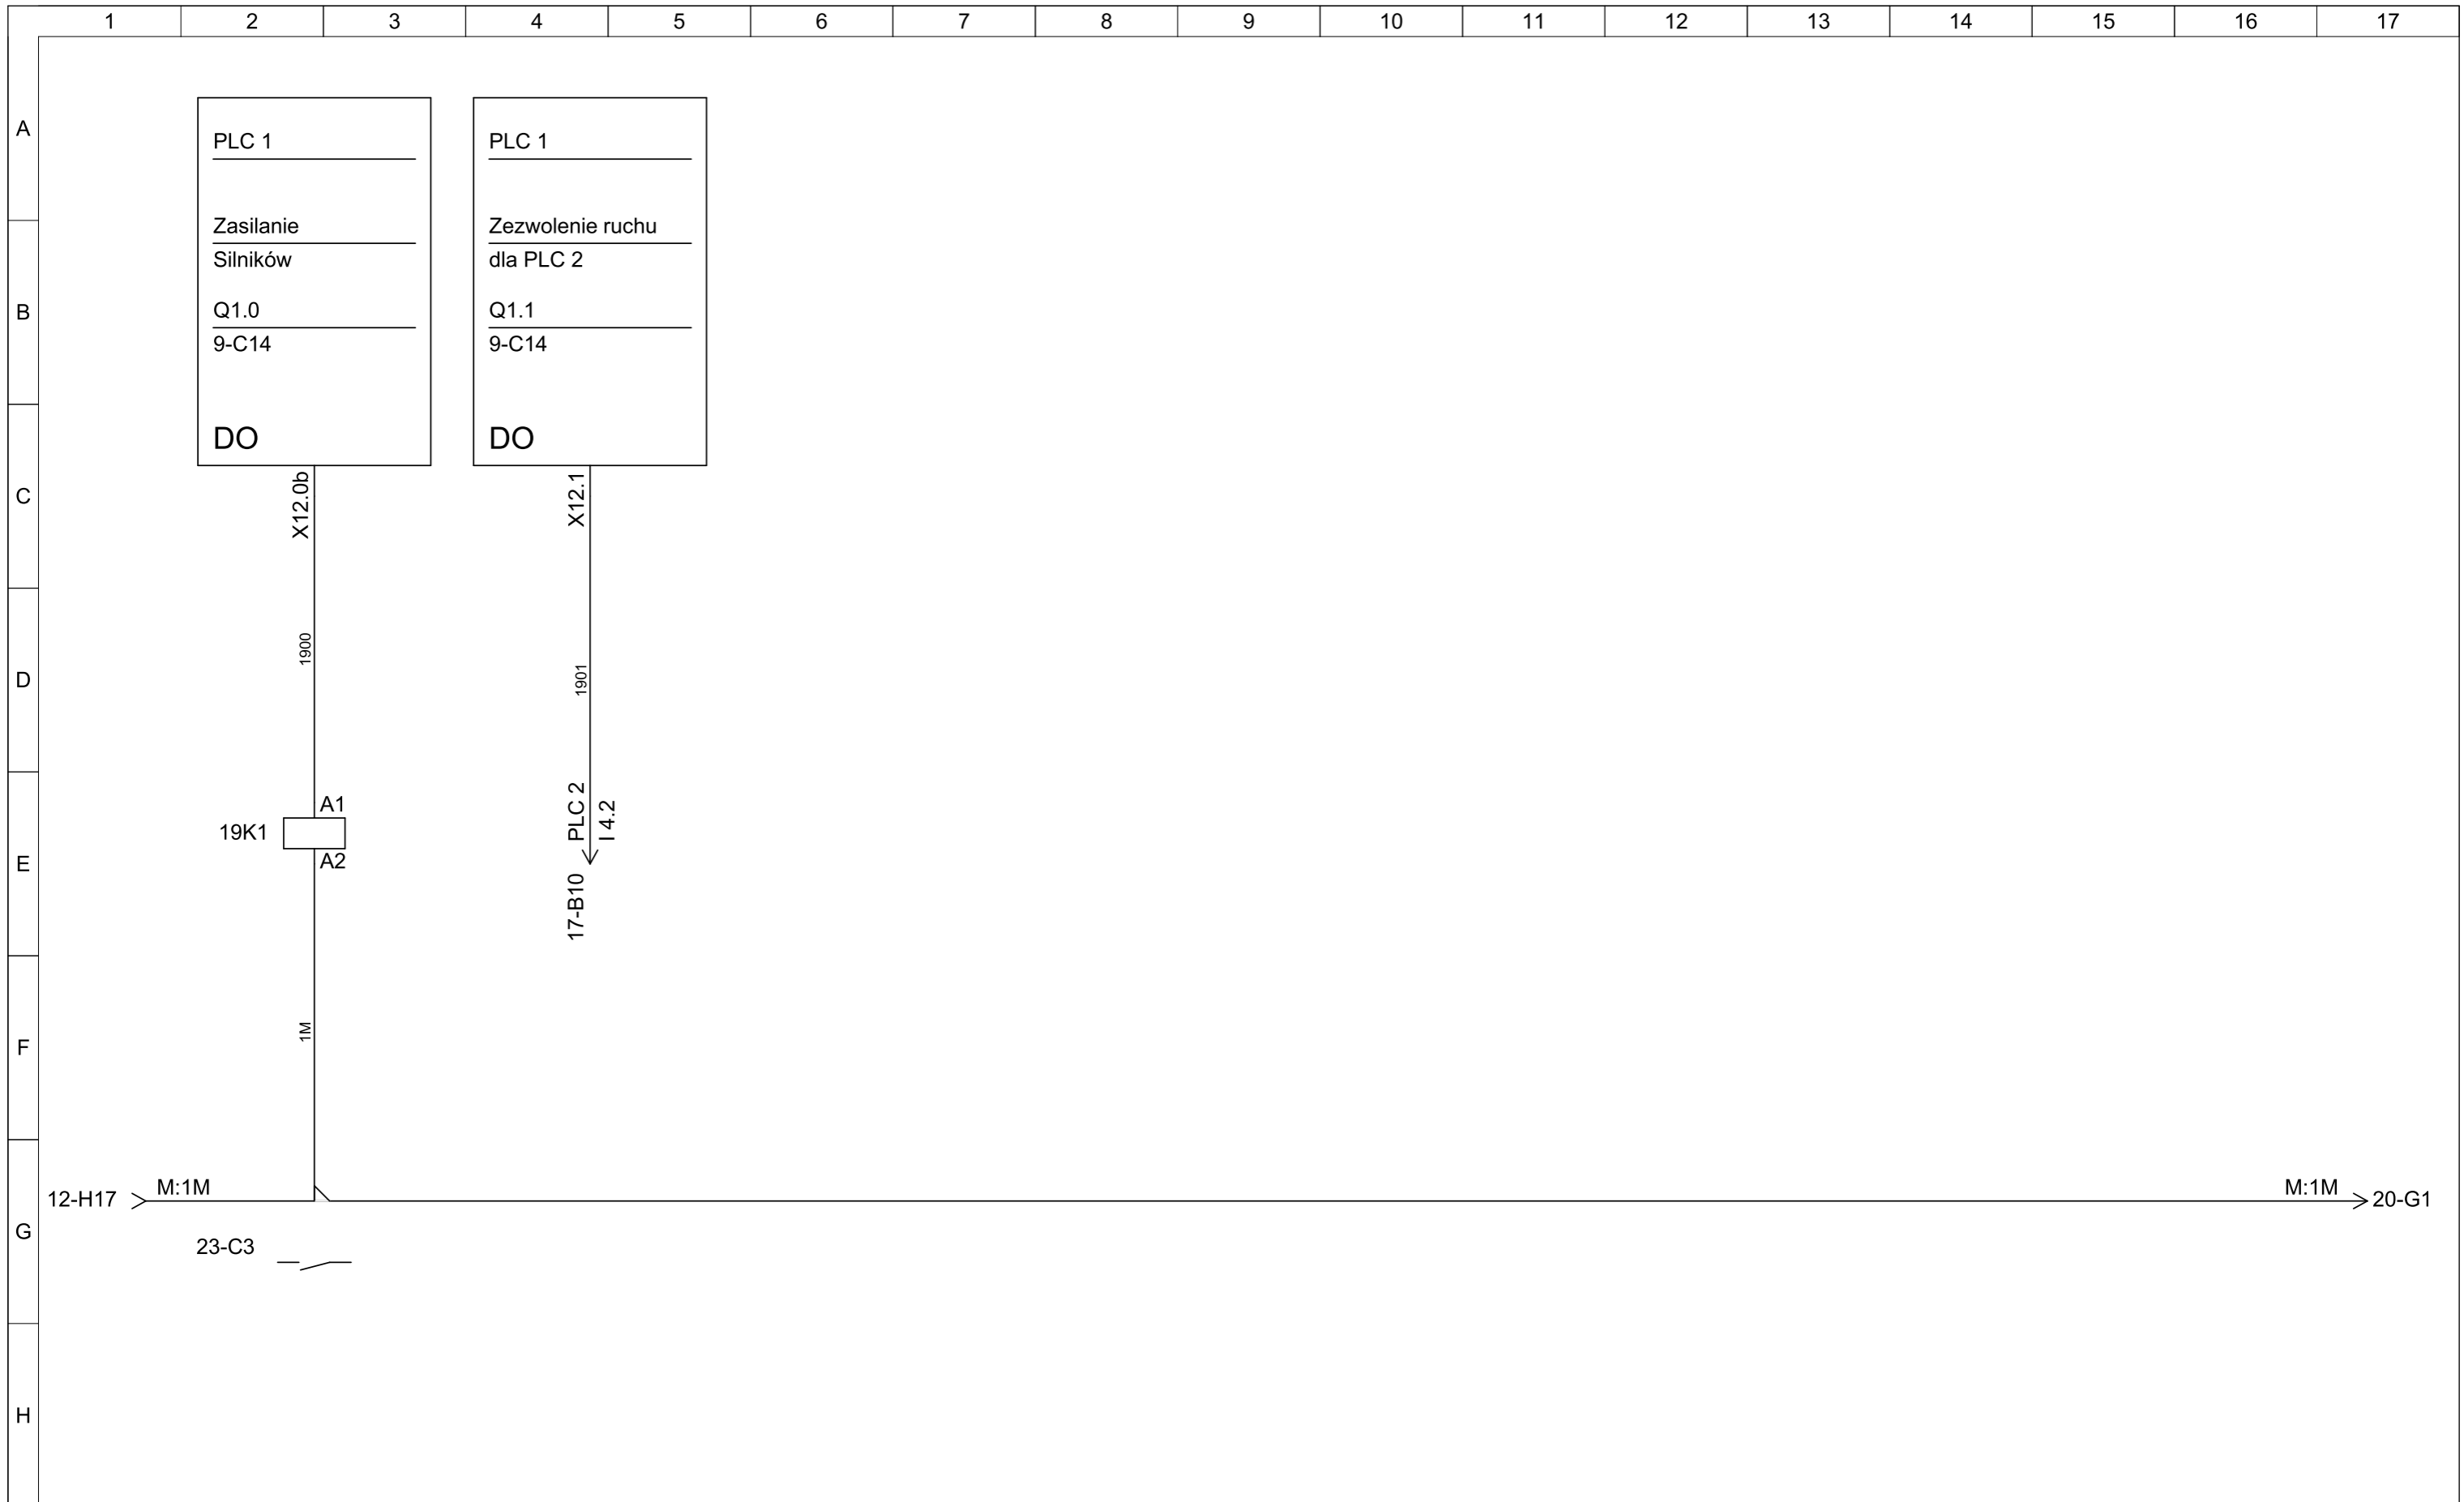 1 2 3 4 5 6 7 8 9 10 11 12 13 14 15 16 17
A
B
C
D
E
F
G
H
PLC 1
Zasilanie
Silników
Q1.0
9-C14
DO
X12.0b
1900
19K1
A1
A2
1M
PLC 1
Zezwolenie ruchu
dla PLC 2
Q1.1
9-C14
DO
X12.1
1901
PLC 2
I 4.2
17-B10
12-H17
M:1M
M:1M
20-G1
23-C3